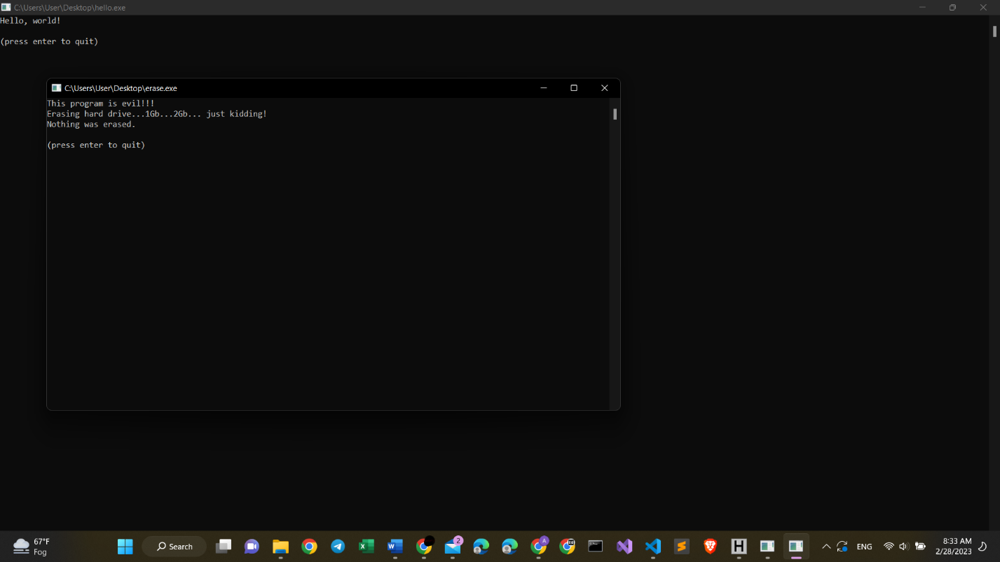 C:\Users\User\Desktop\hello.exe
Hello, world!
(press enter to quit)
C:\Users\User\Desktop\erase.exe
This program is evil!!!
Erasing hard drive...1Gb...2Gb... just kidding!
Nothing was erased.
(press enter to quit)
67°F
Fog
Search
2
A
ENG
8:33 AM
2/28/2023